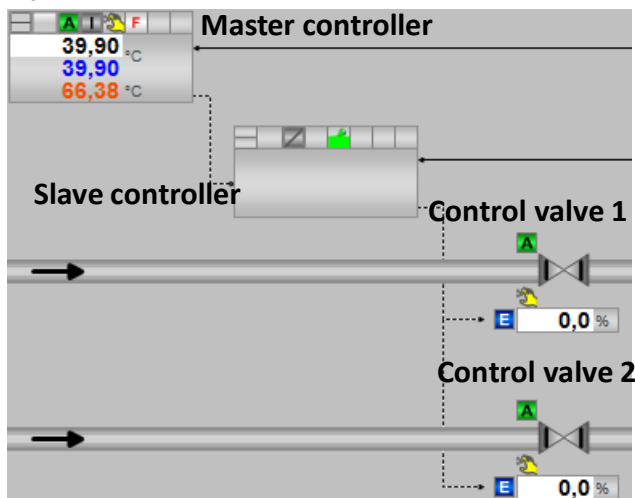 A I F Master controller
39,90 °C
39,90
66,38 °C
Slave controller
Control valve 1
A
E 0,0 %
Control valve 2
A
E 0,0 %